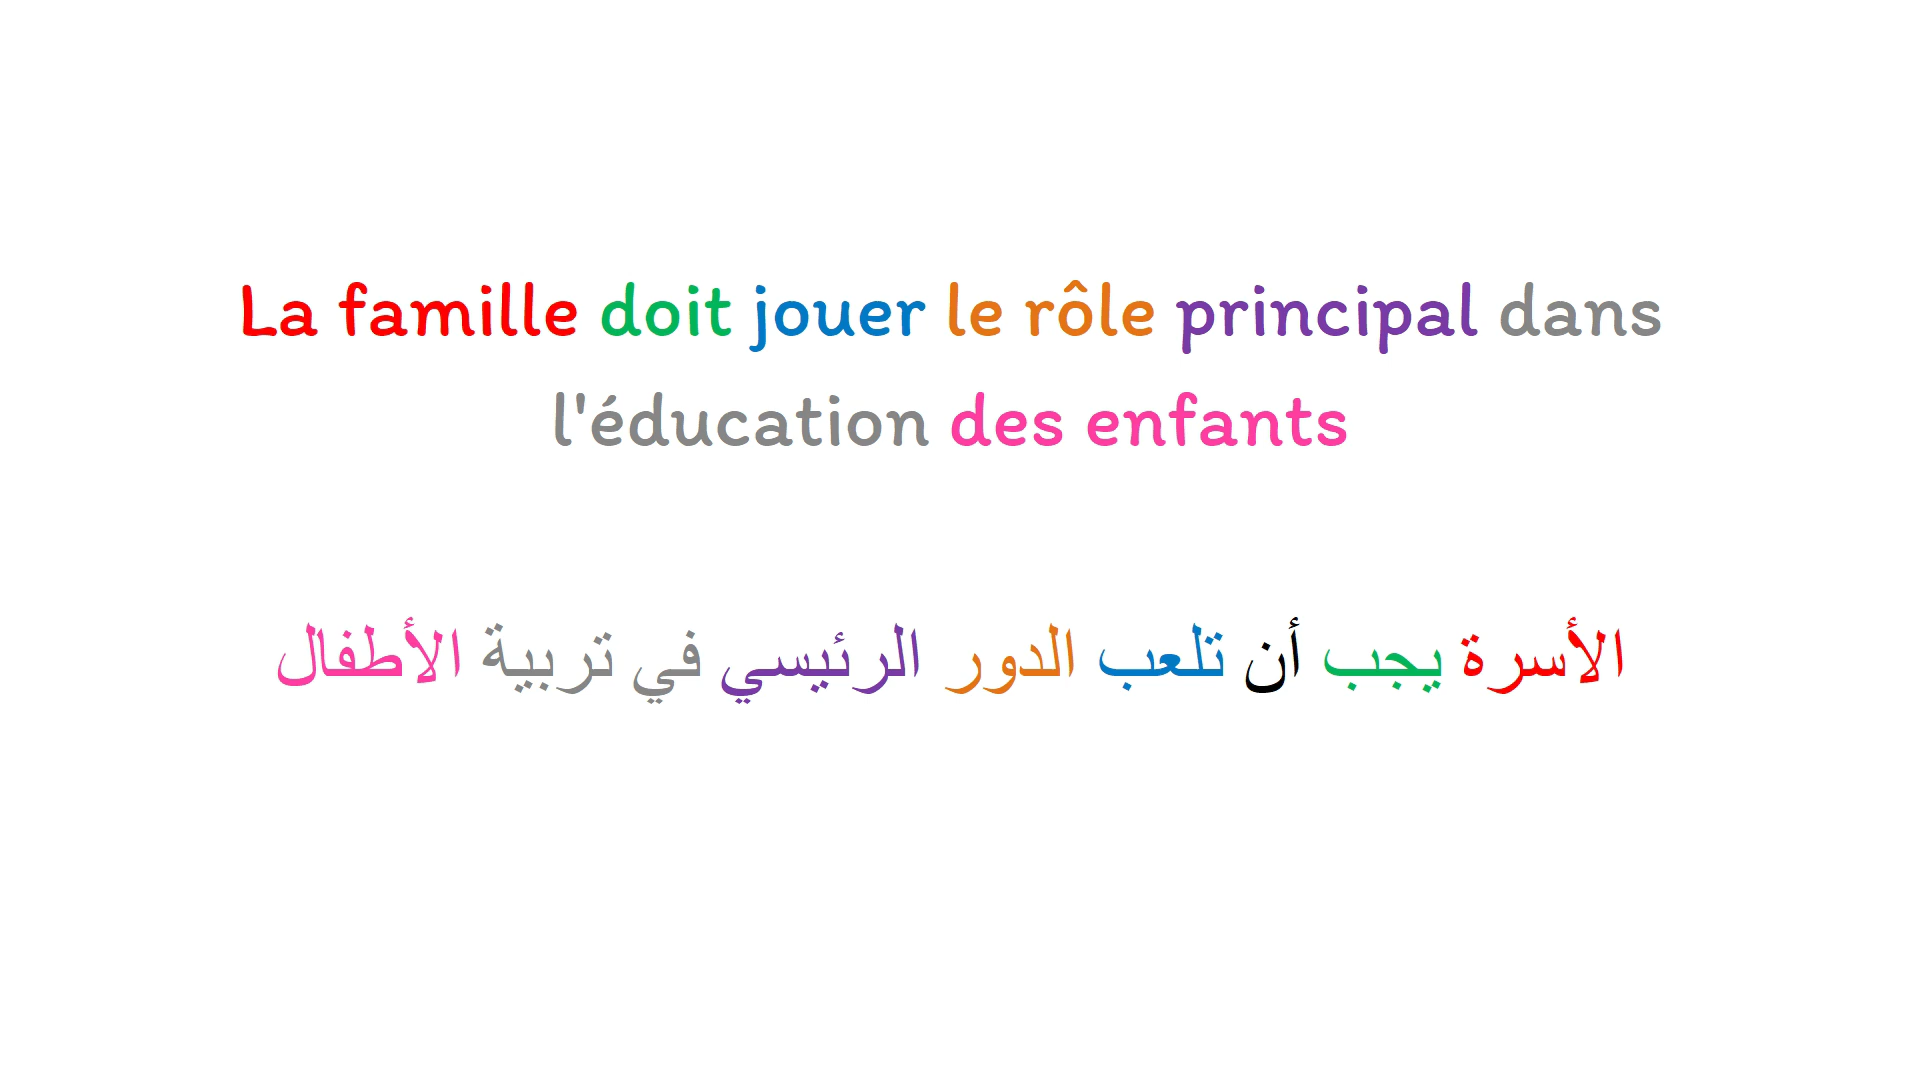 La famille doit jouer le rôle principal dans
l'éducation des enfants
الأسرة يجب أن تلعب الدور الرئيسي في تربية الأطفال